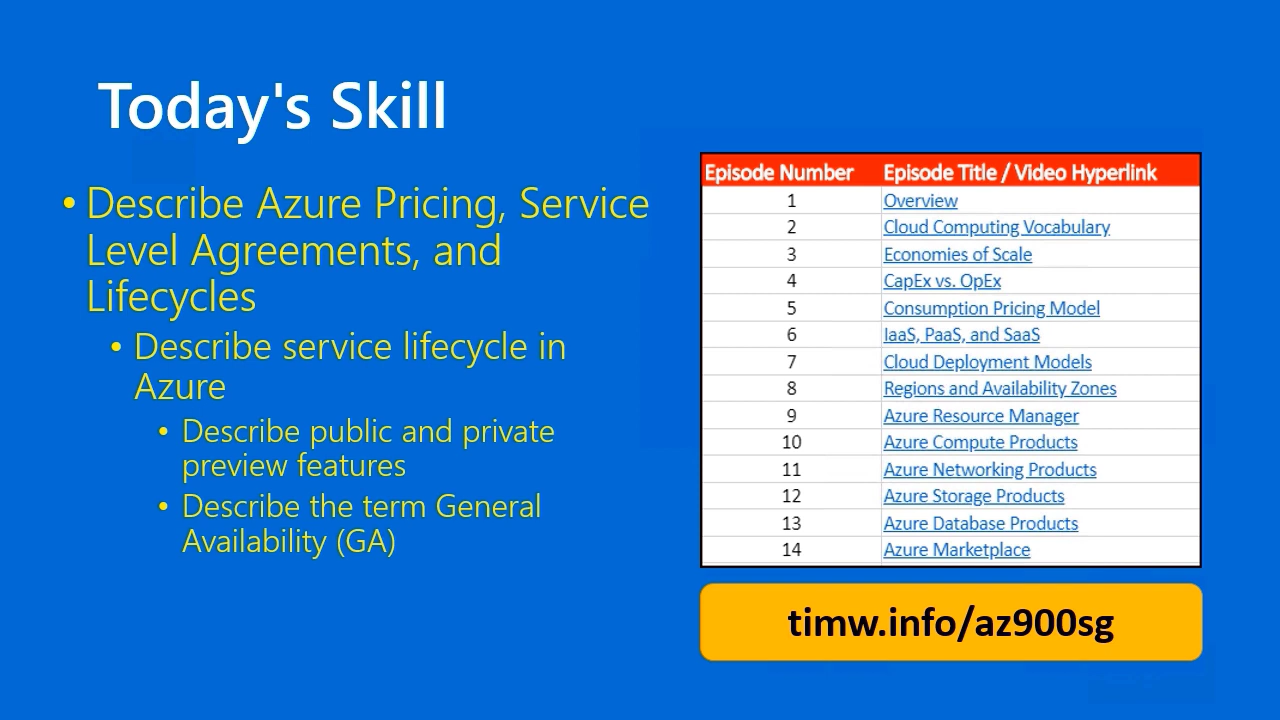 Today's Skill
• Describe Azure Pricing, Service
Level Agreements, and
Lifecycles
• Describe service lifecycle in
Azure
• Describe public and private
preview features
• Describe the term General
Availability (GA)
Episode Number Episode Title / Video Hyperlink
1 Overview
2 Cloud Computing Vocabulary
3 Economies of Scale
4 CapEx vs. OpEx
5 Consumption Pricing Model
6 IaaS, PaaS, and SaaS
7 Cloud Deployment Models
8 Regions and Availability Zones
9 Azure Resource Manager
10 Azure Compute Products
11 Azure Networking Products
12 Azure Storage Products
13 Azure Database Products
14 Azure Marketplace
timw.info/az900sg